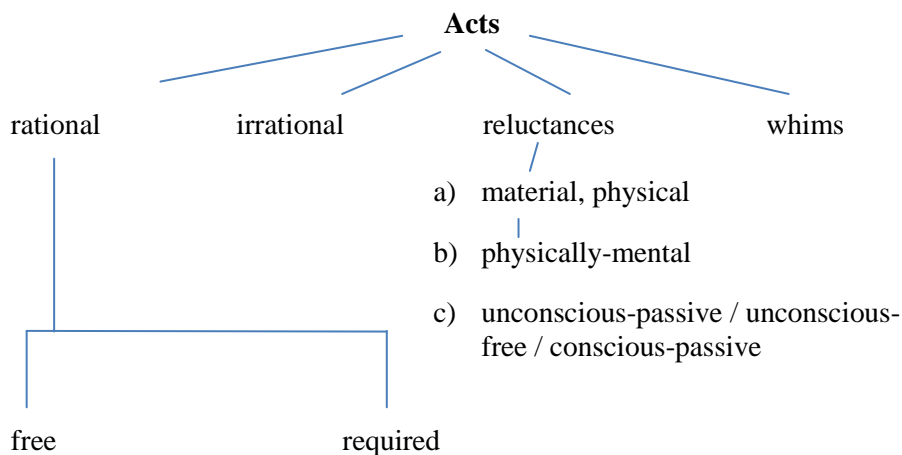 Acts
rational irrational reluctances whims
a) material, physical
b) physically-mental
c) unconscious-passive / unconscious-
free / conscious-passive
free required